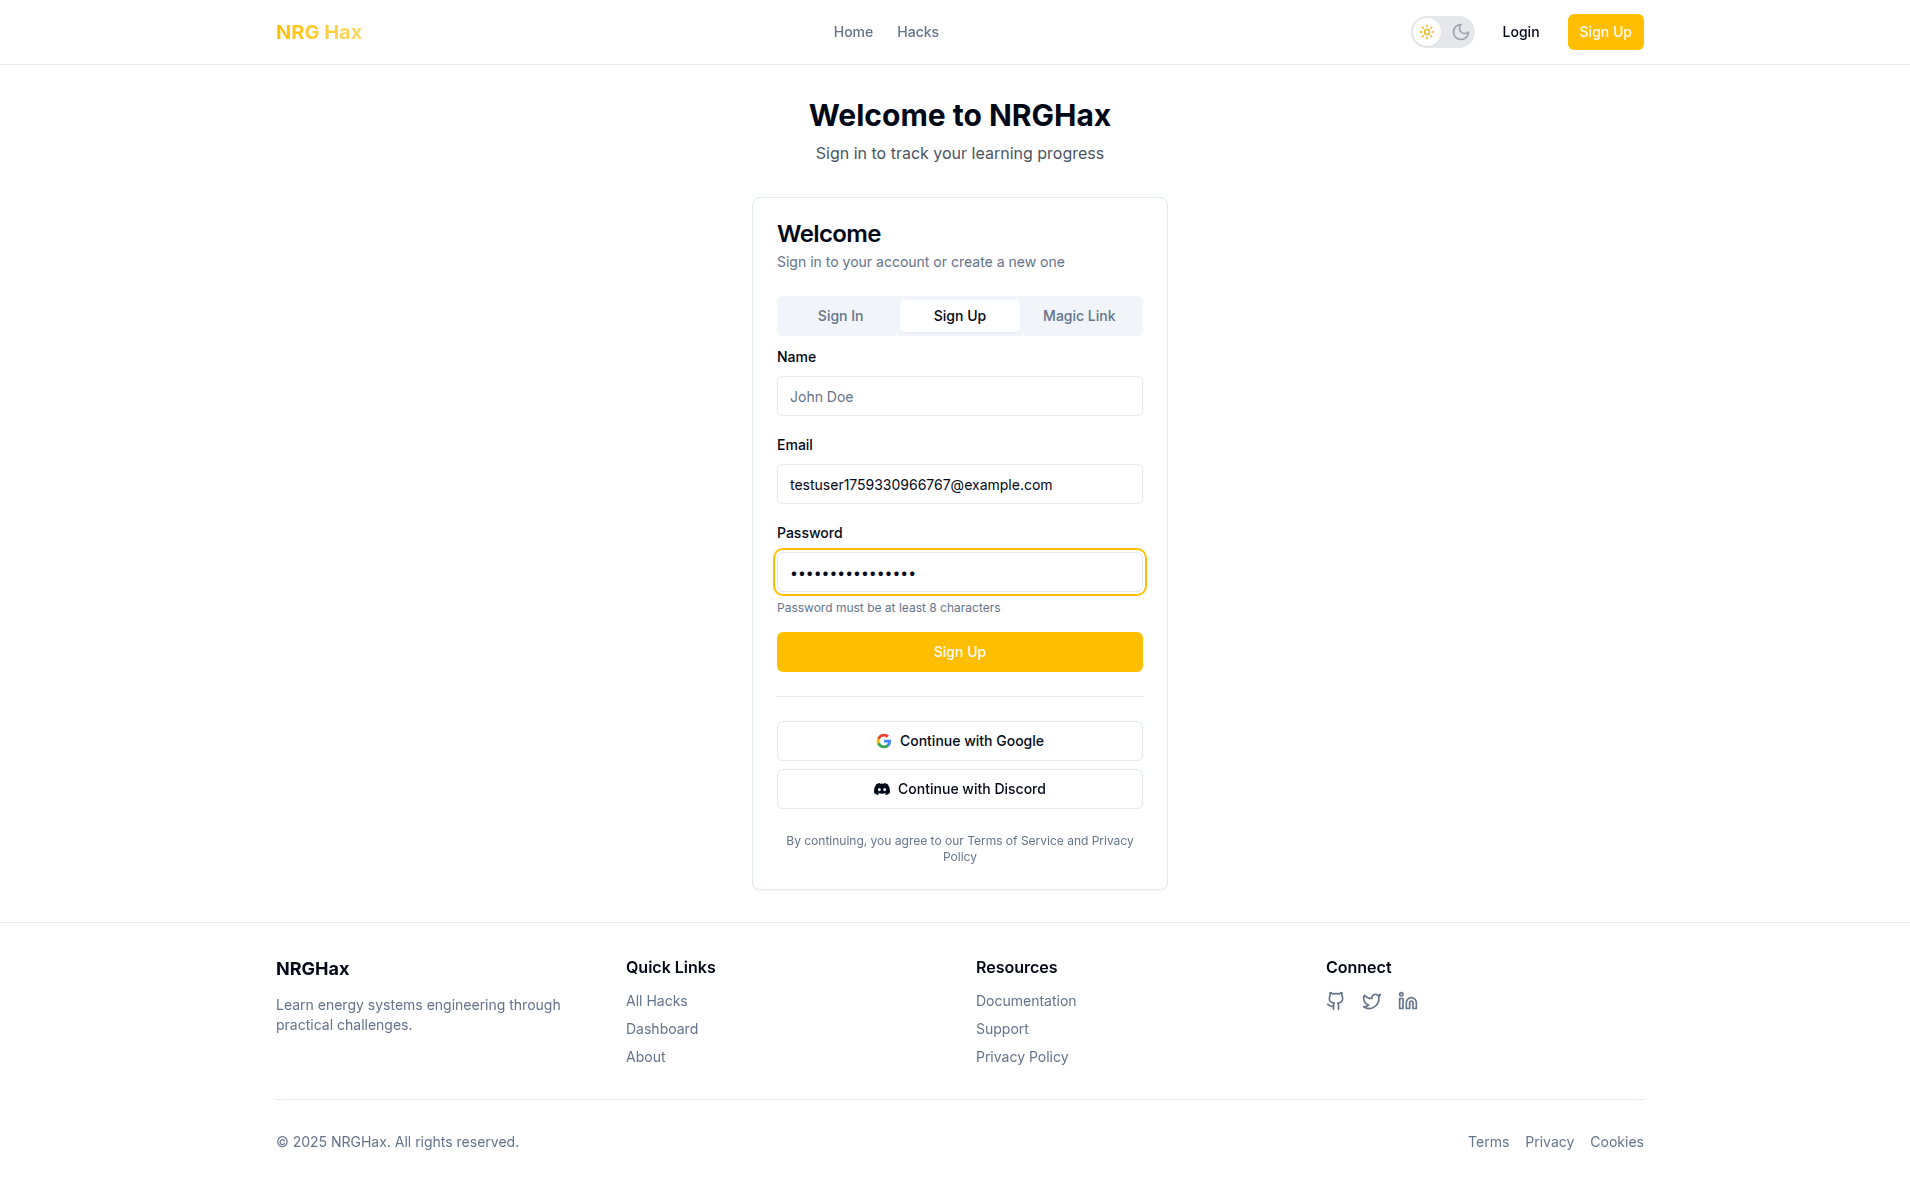 NRG Hax
Home
Hacks
Login
Sign Up
Welcome to NRGHax
Sign in to track your learning progress
Welcome
Sign in to your account or create a new one
Sign In
Sign Up
Magic Link
Name
John Doe
Email
testuser1759330966767@example.com
Password
••••••••••••••••
Password must be at least 8 characters
Sign Up
Continue with Google
Continue with Discord
By continuing, you agree to our Terms of Service and Privacy
Policy
NRGHax
Learn energy systems engineering through
practical challenges.
Quick Links
All Hacks
Dashboard
About
Resources
Documentation
Support
Privacy Policy
Connect
© 2025 NRGHax. All rights reserved.
Terms
Privacy
Cookies